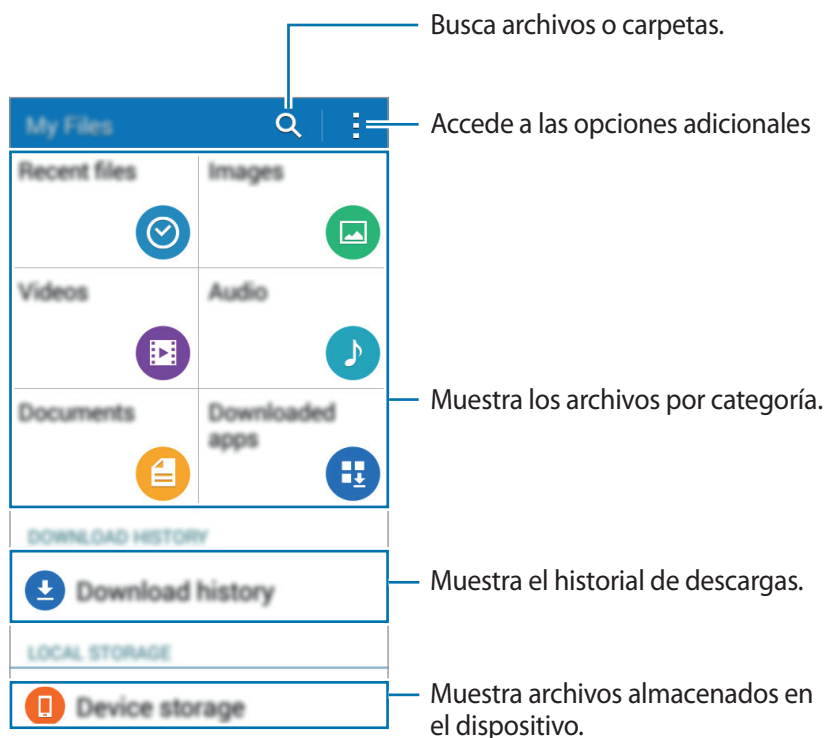 Busca archivos o carpetas.
My Files
Accede a las opciones adicionales
Recent files
Images
Videos
Audio
Muestra los archivos por categoría.
Documents
Downloaded
apps
DOWNLOAD HISTORY
Download history
Muestra el historial de descargas.
LOCAL STORAGE
Device storage
Muestra archivos almacenados en
el dispositivo.